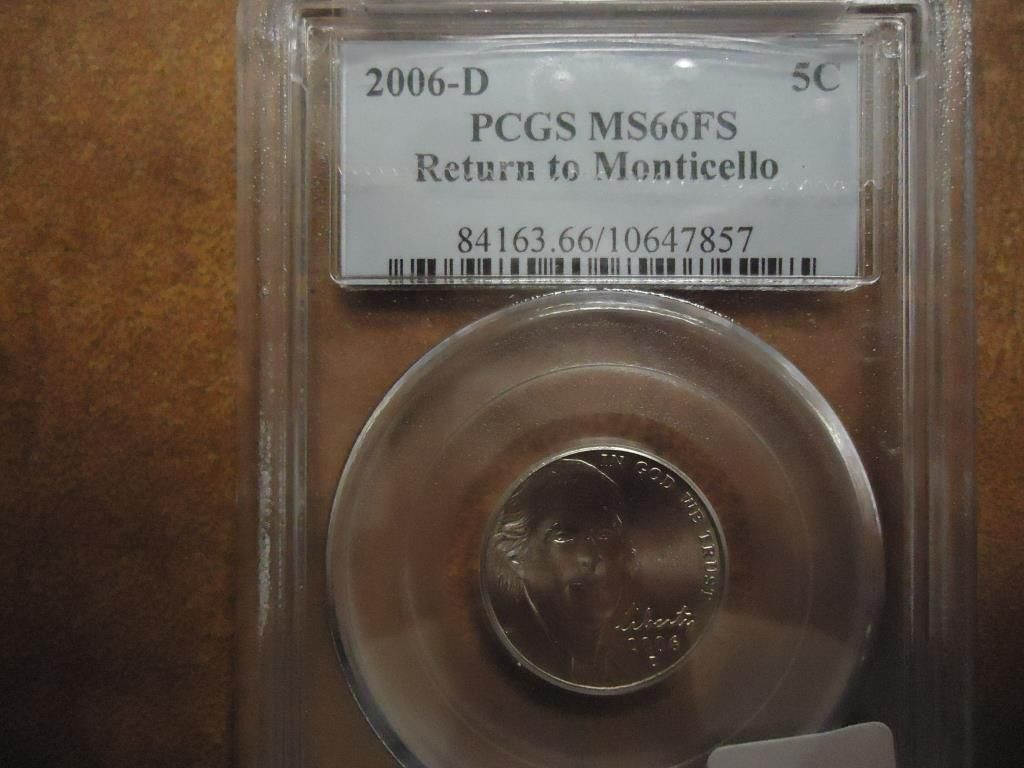 2006-D 5C
PCGS MS66FS
Return to Monticello
84163.66/10647857
IN GOD WE TRUST
Liberty
2006
D